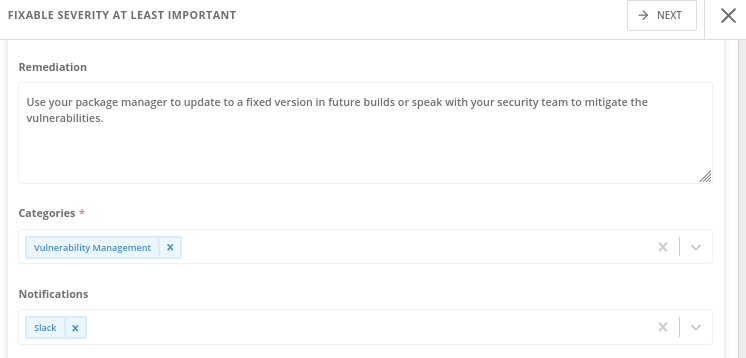 FIXABLE SEVERITY AT LEAST IMPORTANT
NEXT
Remediation
Use your package manager to update to a fixed version in future builds or speak with your security team to mitigate the
vulnerabilities.
Categories *
Vulnerability Management
Notifications
Slack